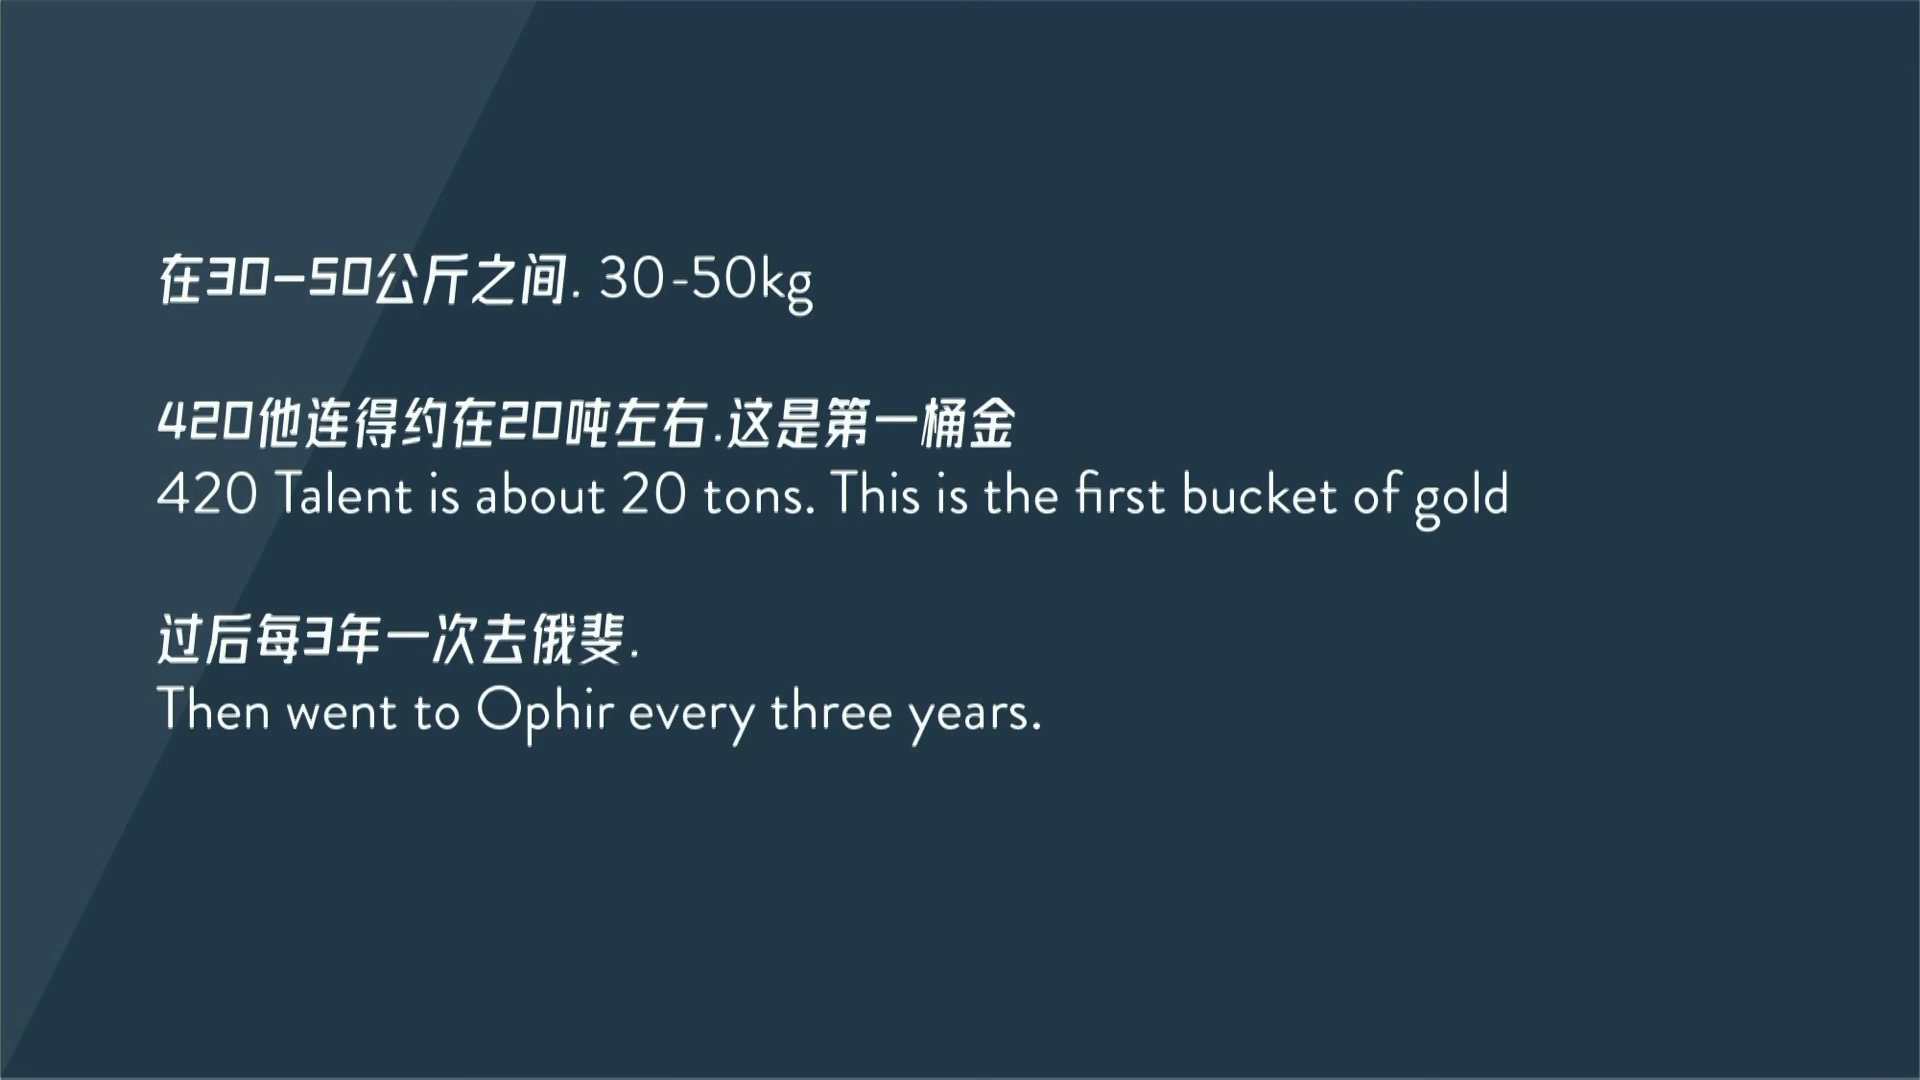 在30-50公斤之间. 30-50kg
420他连得约在20吨左右.这是第一桶金
420 Talent is about 20 tons. This is the first bucket of gold
过后每3年一次去俄斐.
Then went to Ophir every three years.